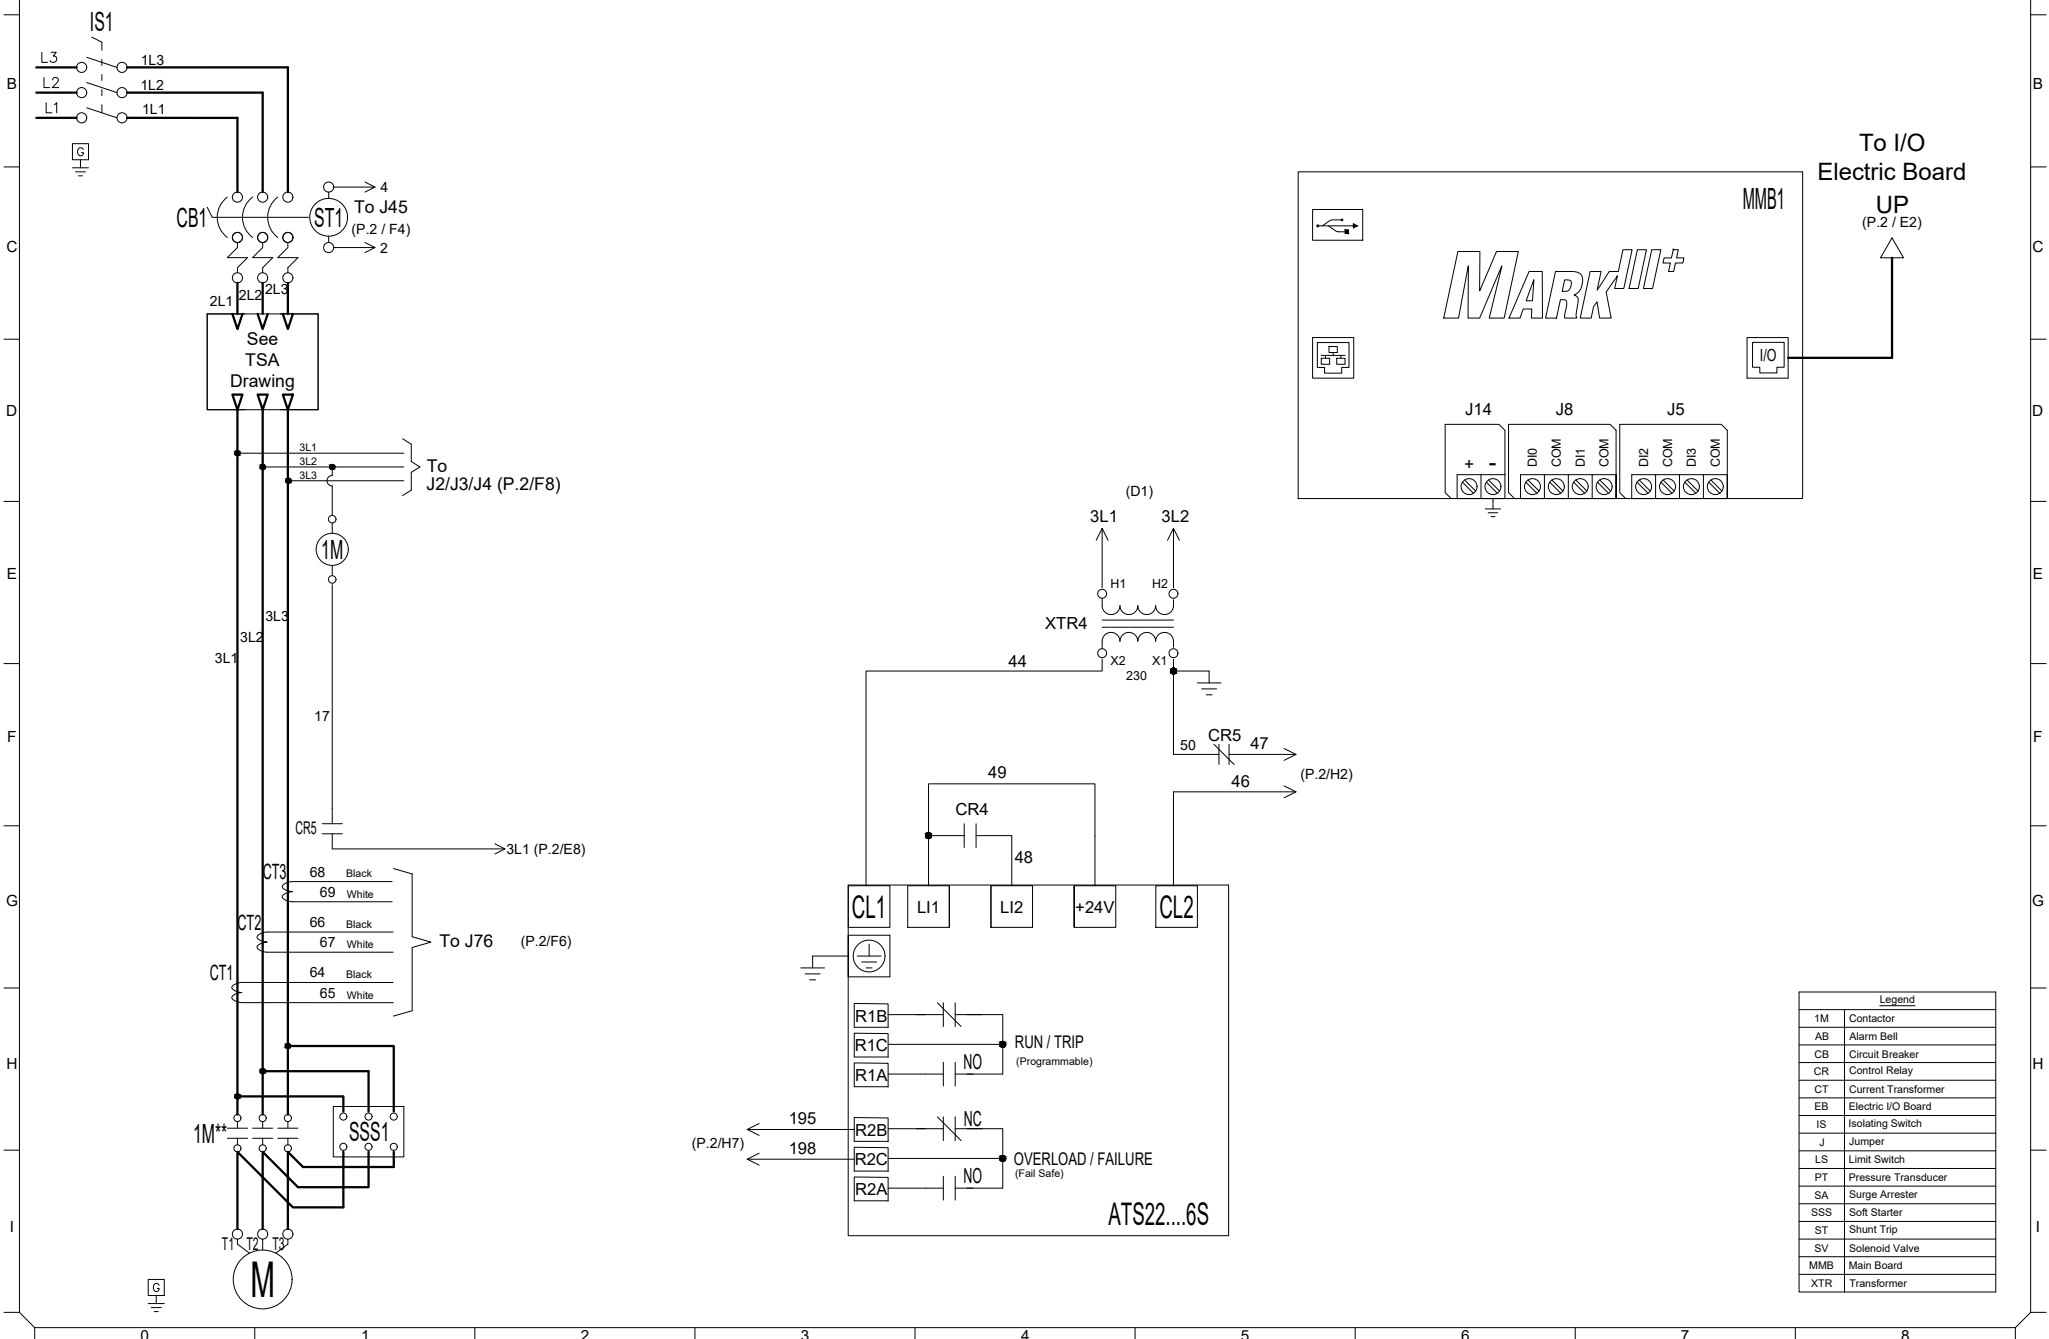 IS1
L3 1L3
L2 1L2
L1 1L1
G
CB1
ST1
4
To J45
(P.2 / F4)
2
2L1 2L2 2L3
See
TSA
Drawing
3L1
3L2
3L3
To
J2/J3/J4 (P.2/F8)
1M
3L3
3L2
3L1
17
CR5
3L1 (P.2/E8)
CT3 68 Black
69 White
CT2 66 Black
67 White
To J76 (P.2/F6)
CT1 64 Black
65 White
1M**
SSS1
T1 T2 T3
M
G
(D1)
3L1 3L2
H1 H2
XTR4
X2 X1
230
44
50 CR5 47
(P.2/H2)
46
49
CR4
48
CL1 LI1 LI2 +24V CL2
R1B
R1C RUN / TRIP
(Programmable)
R1A NO
195 R2B NC
(P.2/H7)
198 R2C OVERLOAD / FAILURE
(Fail Safe)
R2A NO
ATS22....6S
MMB1
MARKIII+
I/O
To I/O
Electric Board
UP
(P.2 / E2)
J14 J8 J5
+ - DI0 COM DI1 COM DI2 COM DI3 COM
Legend
1M Contactor
AB Alarm Bell
CB Circuit Breaker
CR Control Relay
CT Current Transformer
EB Electric I/O Board
IS Isolating Switch
J Jumper
LS Limit Switch
PT Pressure Transducer
SA Surge Arrester
SSS Soft Starter
ST Shunt Trip
SV Solenoid Valve
MMB Main Board
XTR Transformer
B B
C C
D D
E E
F F
G G
H H
I I
0 1 2 3 4 5 6 7 8